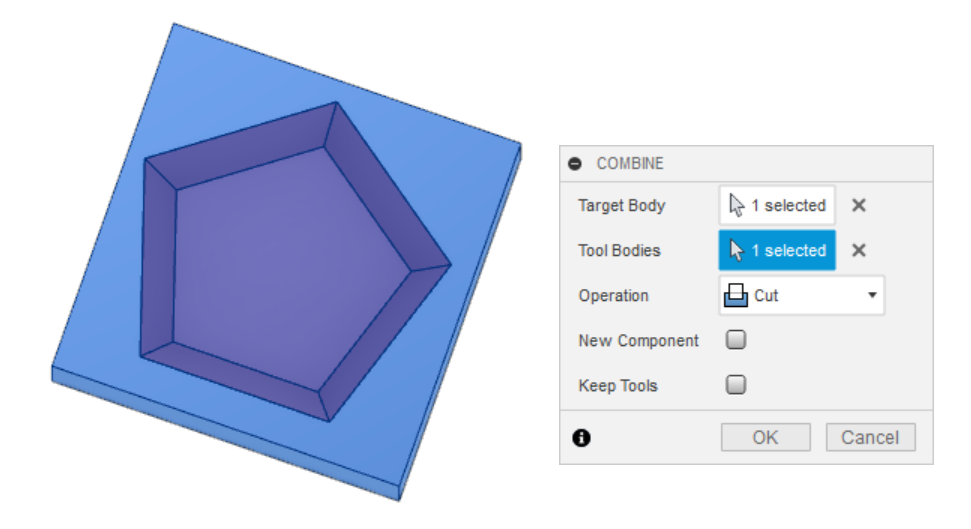 COMBINE
Target Body 1 selected
Tool Bodies 1 selected
Operation Cut
New Component
Keep Tools
OK Cancel